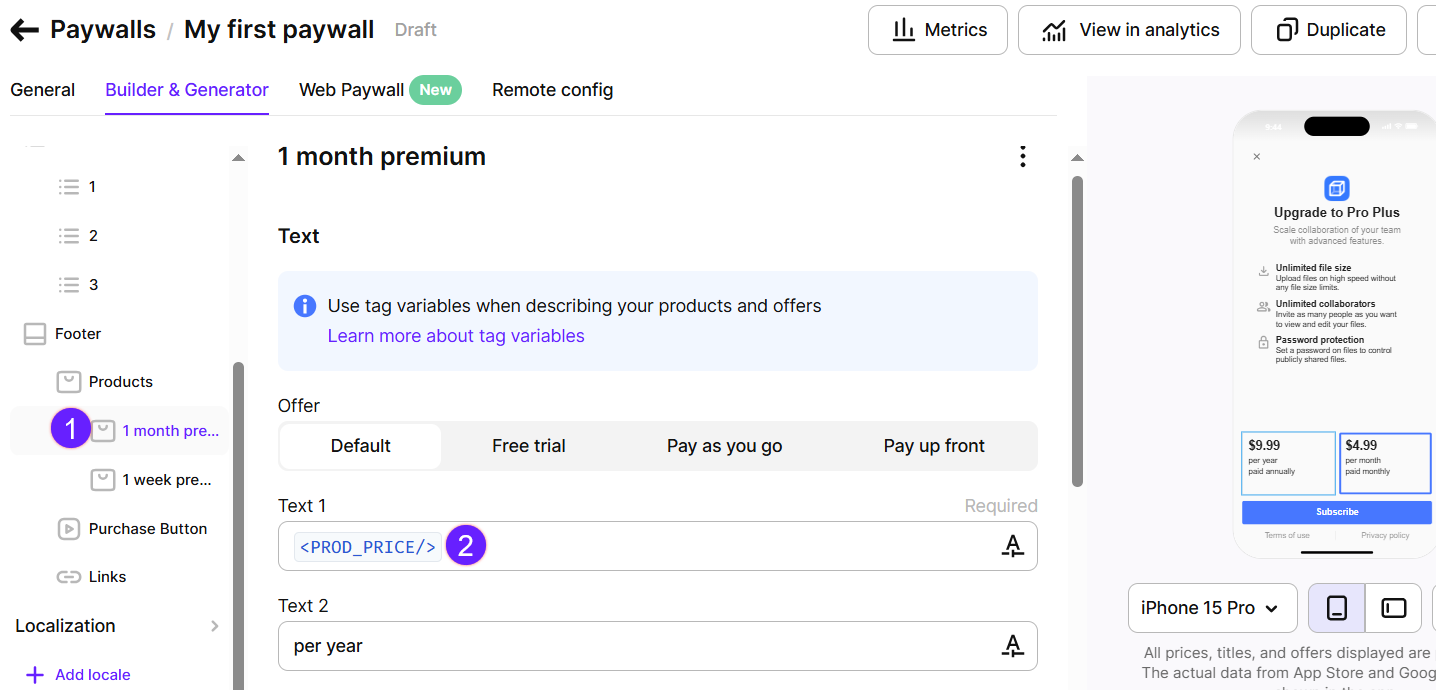 Paywalls / My first paywall Draft
Metrics
View in analytics
Duplicate
General
Builder & Generator
Web Paywall New
Remote config
1
2
3
Footer
Products
1
1 month pre...
1 week pre...
Purchase Button
Links
Localization
Add locale
1 month premium
Text
Use tag variables when describing your products and offers
Learn more about tag variables
Offer
Default
Free trial
Pay as you go
Pay up front
Text 1
Required
<PROD_PRICE/>
2
Text 2
per year
9:44
Upgrade to Pro Plus
Scale collaboration of your team
with advanced features.
Unlimited file size
Upload files on high speed without
any file size limits.
Unlimited collaborators
Invite as many people as you want
to view and edit your files.
Password protection
Set a password on files to control
publicly shared files.
$9.99
per year
paid annually
$4.99
per month
paid monthly
Subscribe
Terms of use
Privacy policy
iPhone 15 Pro
All prices, titles, and offers displayed are
The actual data from App Store and Goog